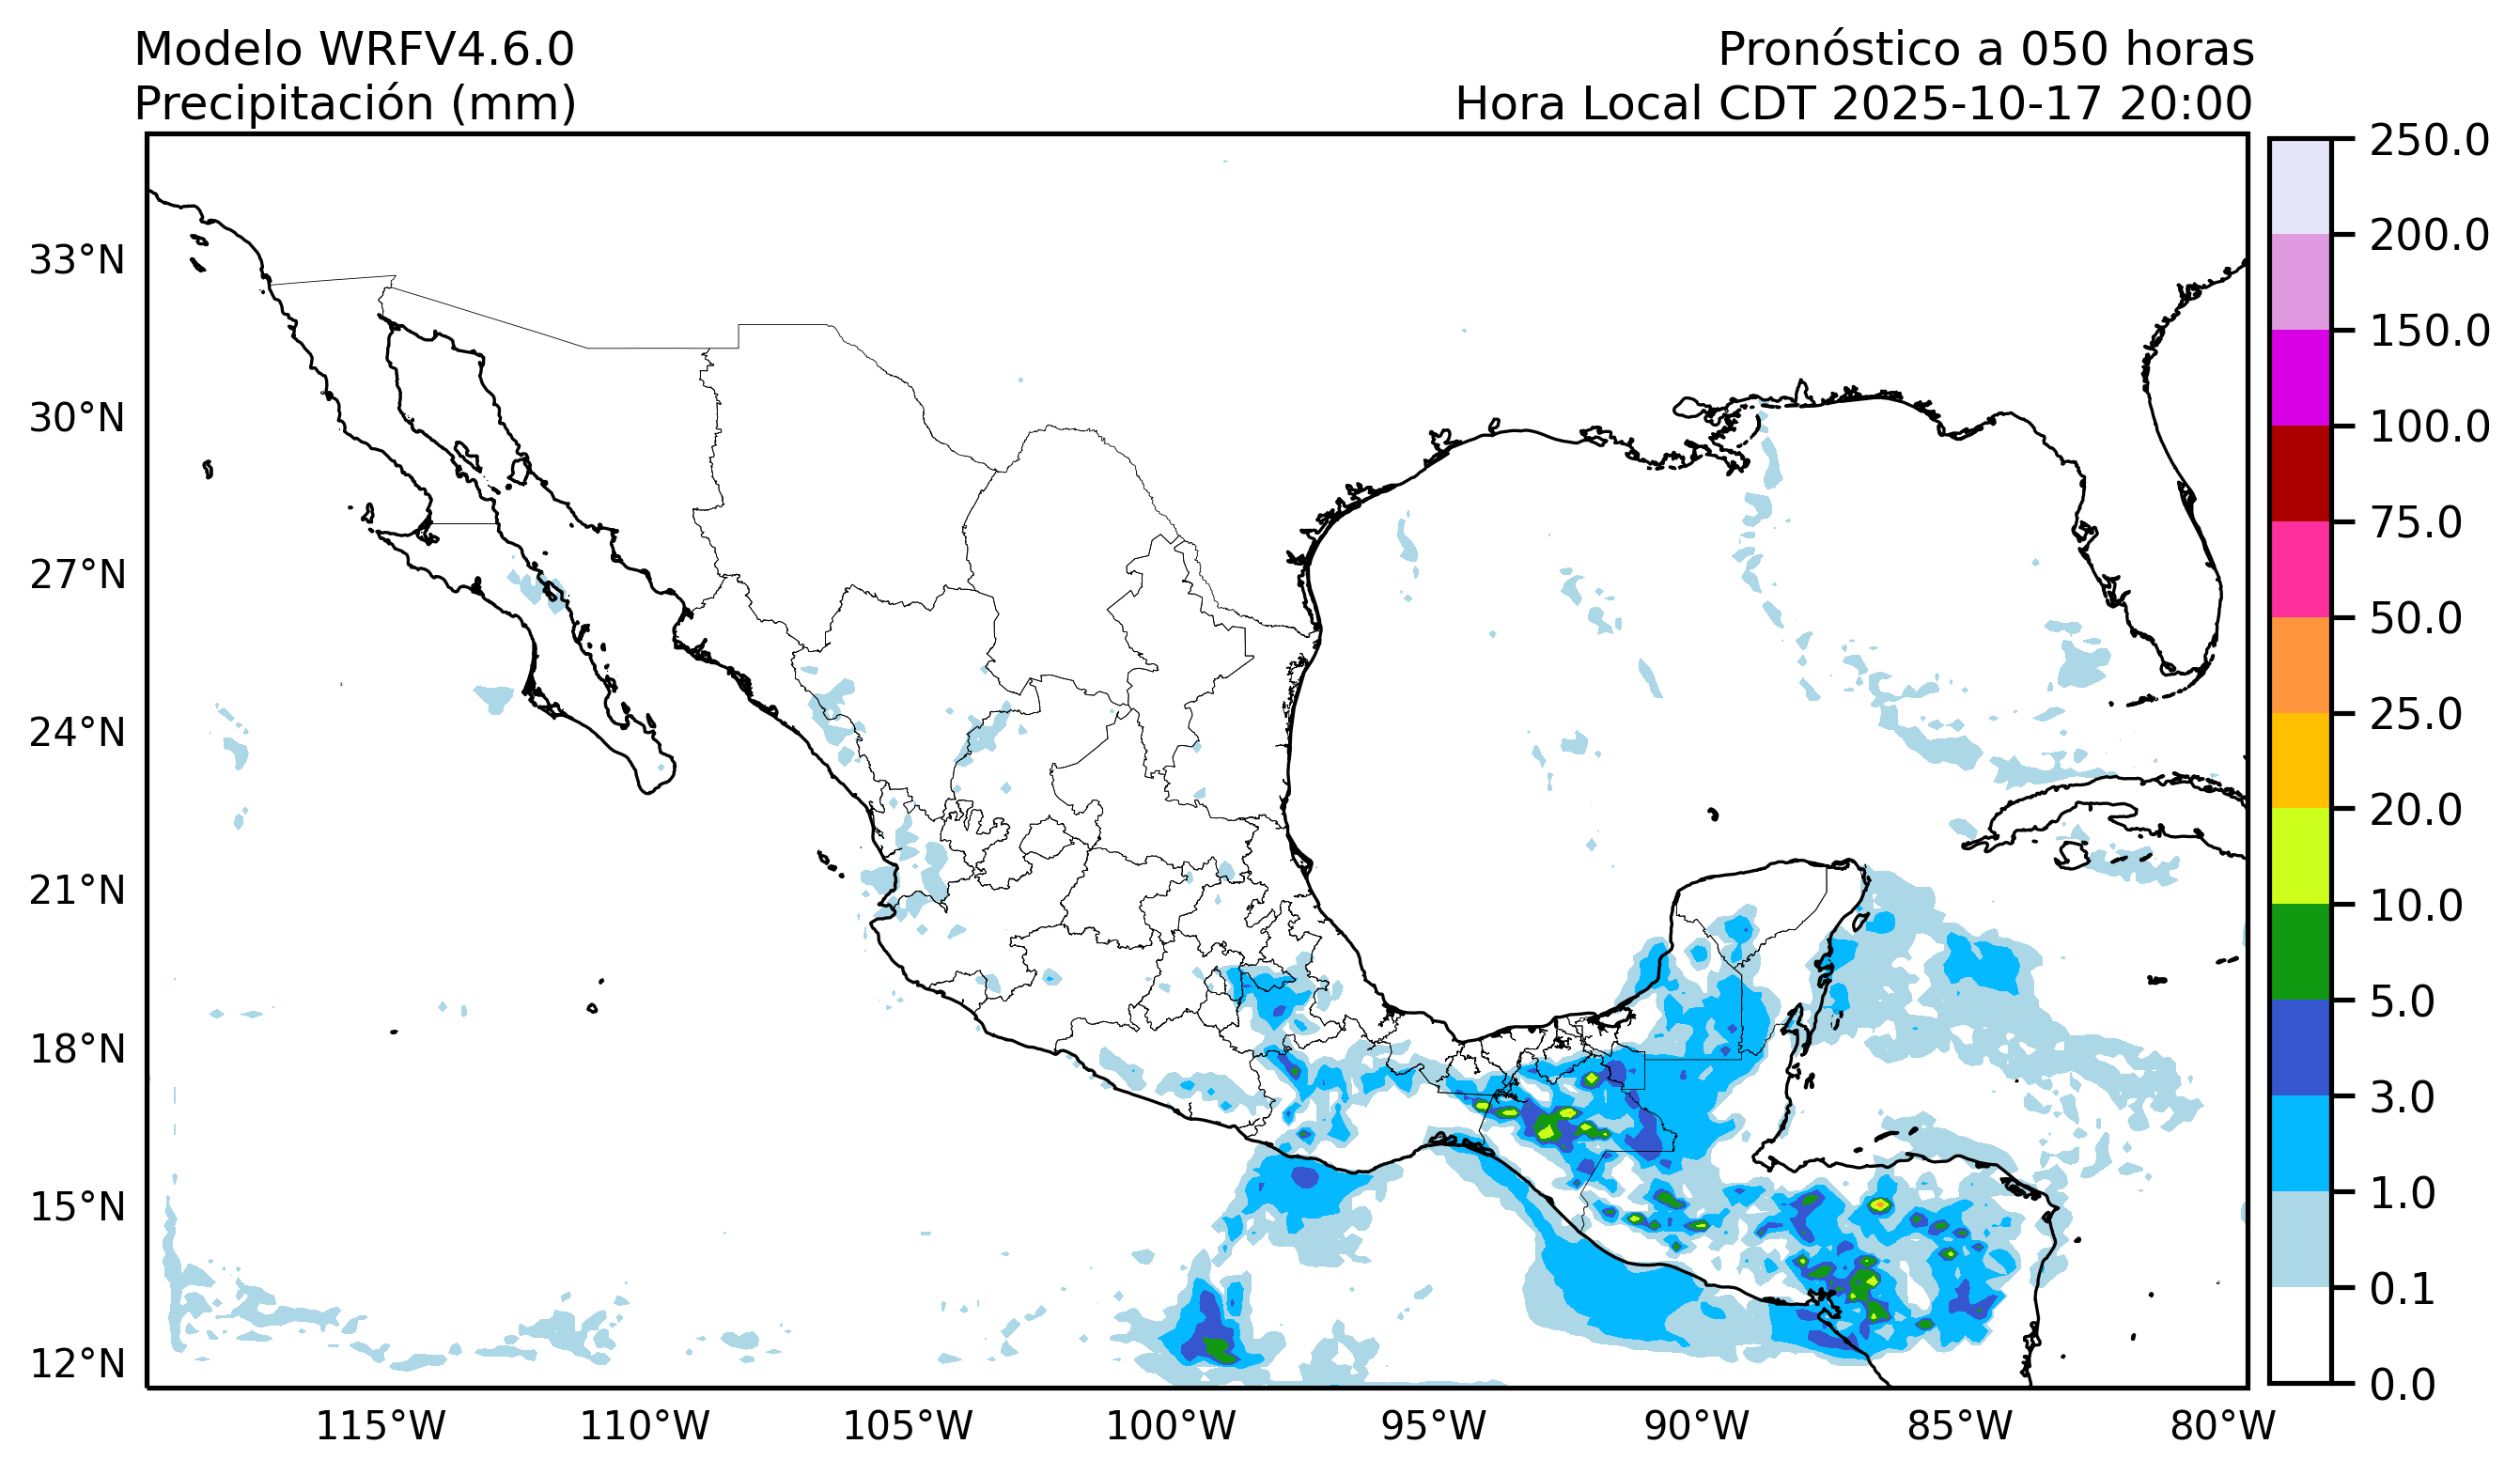 Modelo WRFV4.6.0
Precipitación (mm)
Pronóstico a 050 horas
Hora Local CDT 2025-10-17 20:00
33°N
30°N
27°N
24°N
21°N
18°N
15°N
12°N
115°W
110°W
105°W
100°W
95°W
90°W
85°W
80°W
250.0
200.0
150.0
100.0
75.0
50.0
25.0
20.0
10.0
5.0
3.0
1.0
0.1
0.0